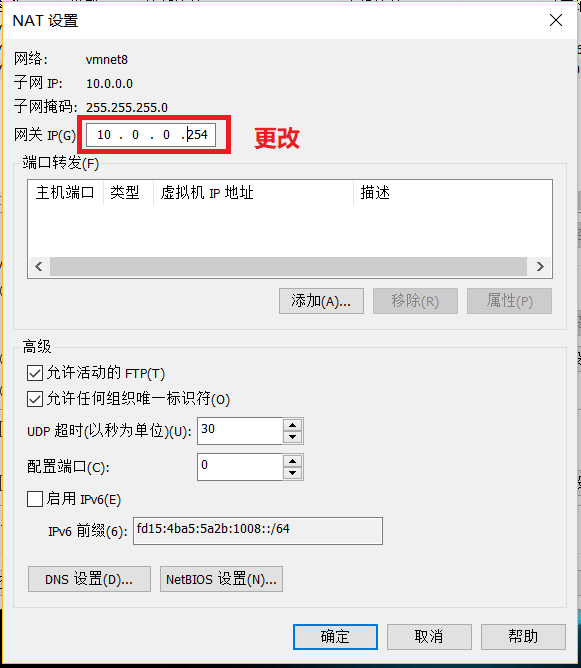 NAT 设置
网络: vmnet8
子网 IP: 10.0.0.0
子网掩码: 255.255.255.0
网关 IP(G) 10 . 0 . 0 .254 更改
端口转发(F)
主机端口 类型 虚拟机 IP 地址 描述
添加(A)... 移除(R) 属性(P)
高级
允许活动的 FTP(T)
允许任何组织唯一标识符(O)
UDP 超时(以秒为单位)(U): 30
配置端口(C): 0
启用 IPv6(E)
IPv6 前缀(6): fd15:4ba5:5a2b:1008::/64
DNS 设置(D)... NetBIOS 设置(N)...
确定 取消 帮助